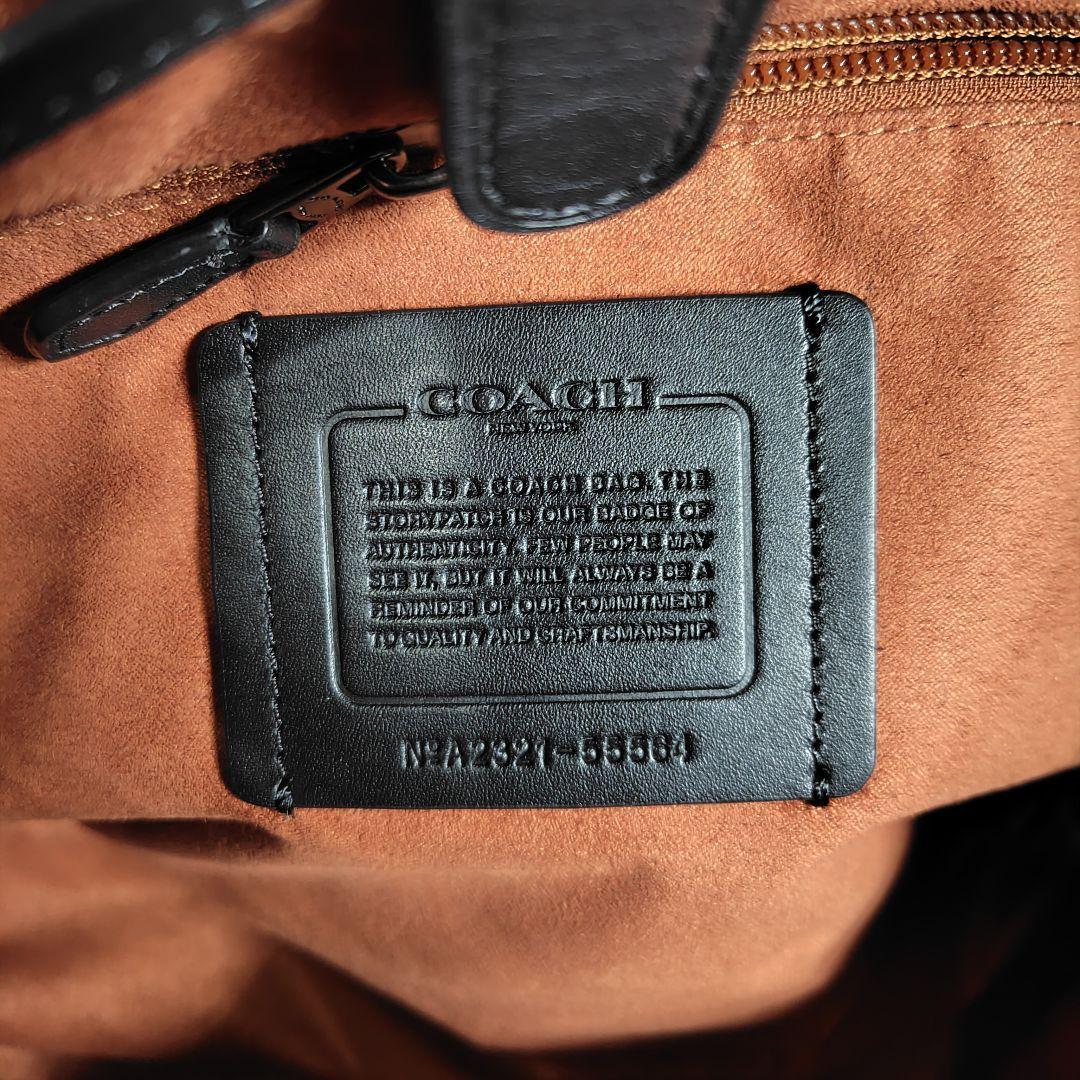 COACH
NEW YORK
THIS IS A COACH BAG. THE
STORYPATCH IS OUR BADGE OF
AUTHENTICITY. FEW PEOPLE MAY
SEE IT, BUT IT WILL ALWAYS BE A
REMINDER OF OUR COMMITMENT
TO QUALITY AND CRAFTSMANSHIP.
NºA2321-55564